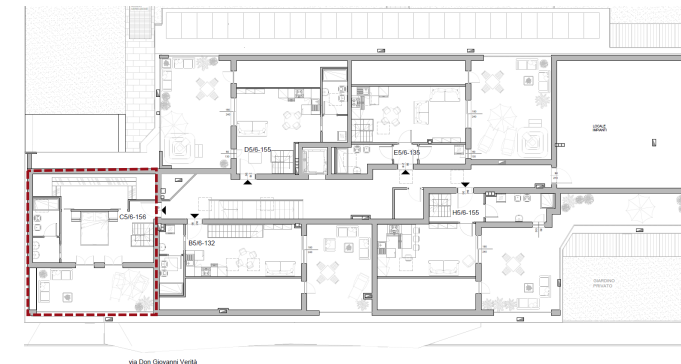 D5/6-155
E5/6-135
LOCALE
IMPIANTI
C5/6-156
H5/6-155
B5/6-132
GIARDINO
PRIVATO
via Don Giovanni Verità